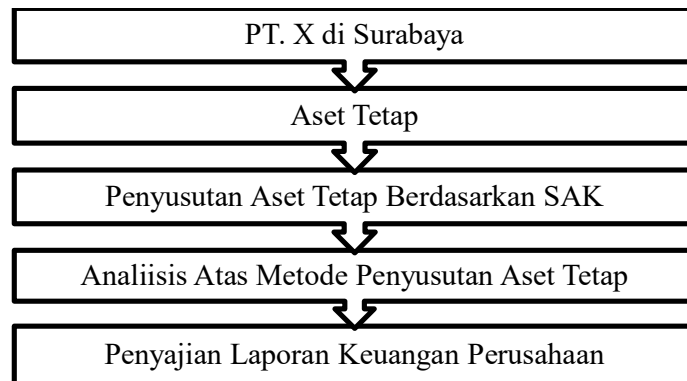 PT. X di Surabaya
Aset Tetap
Penyusutan Aset Tetap Berdasarkan SAK
Analiisis Atas Metode Penyusutan Aset Tetap
Penyajian Laporan Keuangan Perusahaan